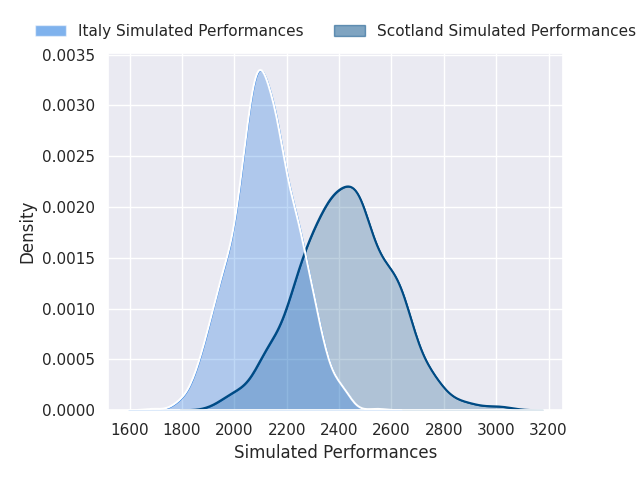 Italy Simulated Performances
Scotland Simulated Performances
0.0035
0.0030
0.0025
0.0020
0.0015
0.0010
0.0005
0.0000
Density
1600 1800 2000 2200 2400 2600 2800 3000 3200
Simulated Performances